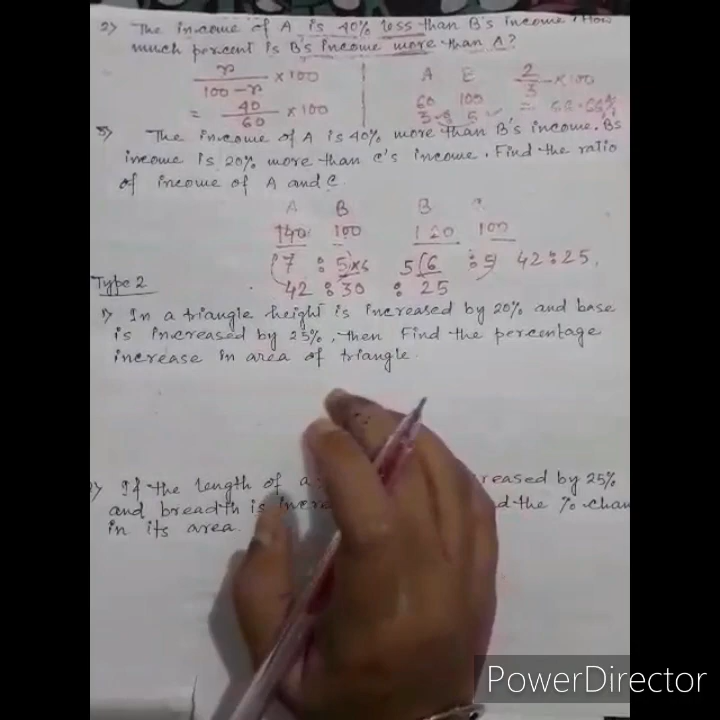 2) The income of A is 40% less than B's income. How
much percent is B's income more than A?
r/100-r × 100
= 40/60 × 100
A B
60 100
3 : 5
2/3 × 100
= 66.66%
3) The income of A is 40% more than B's income. Bs
income is 20% more than C's income. Find the ratio
of income of A and C.
A B B C
140 100 120 100
7 : 5)×6 5(6 : 5) 42:25.
42 : 30 : 25
Type 2
1) In a triangle height is increased by 20% and base
is increased by 25%, then Find the percentage
increase in area of triangle.
If the length of a reased by 25%
and breadth is incre d the % chan
in its area.
PowerDirector